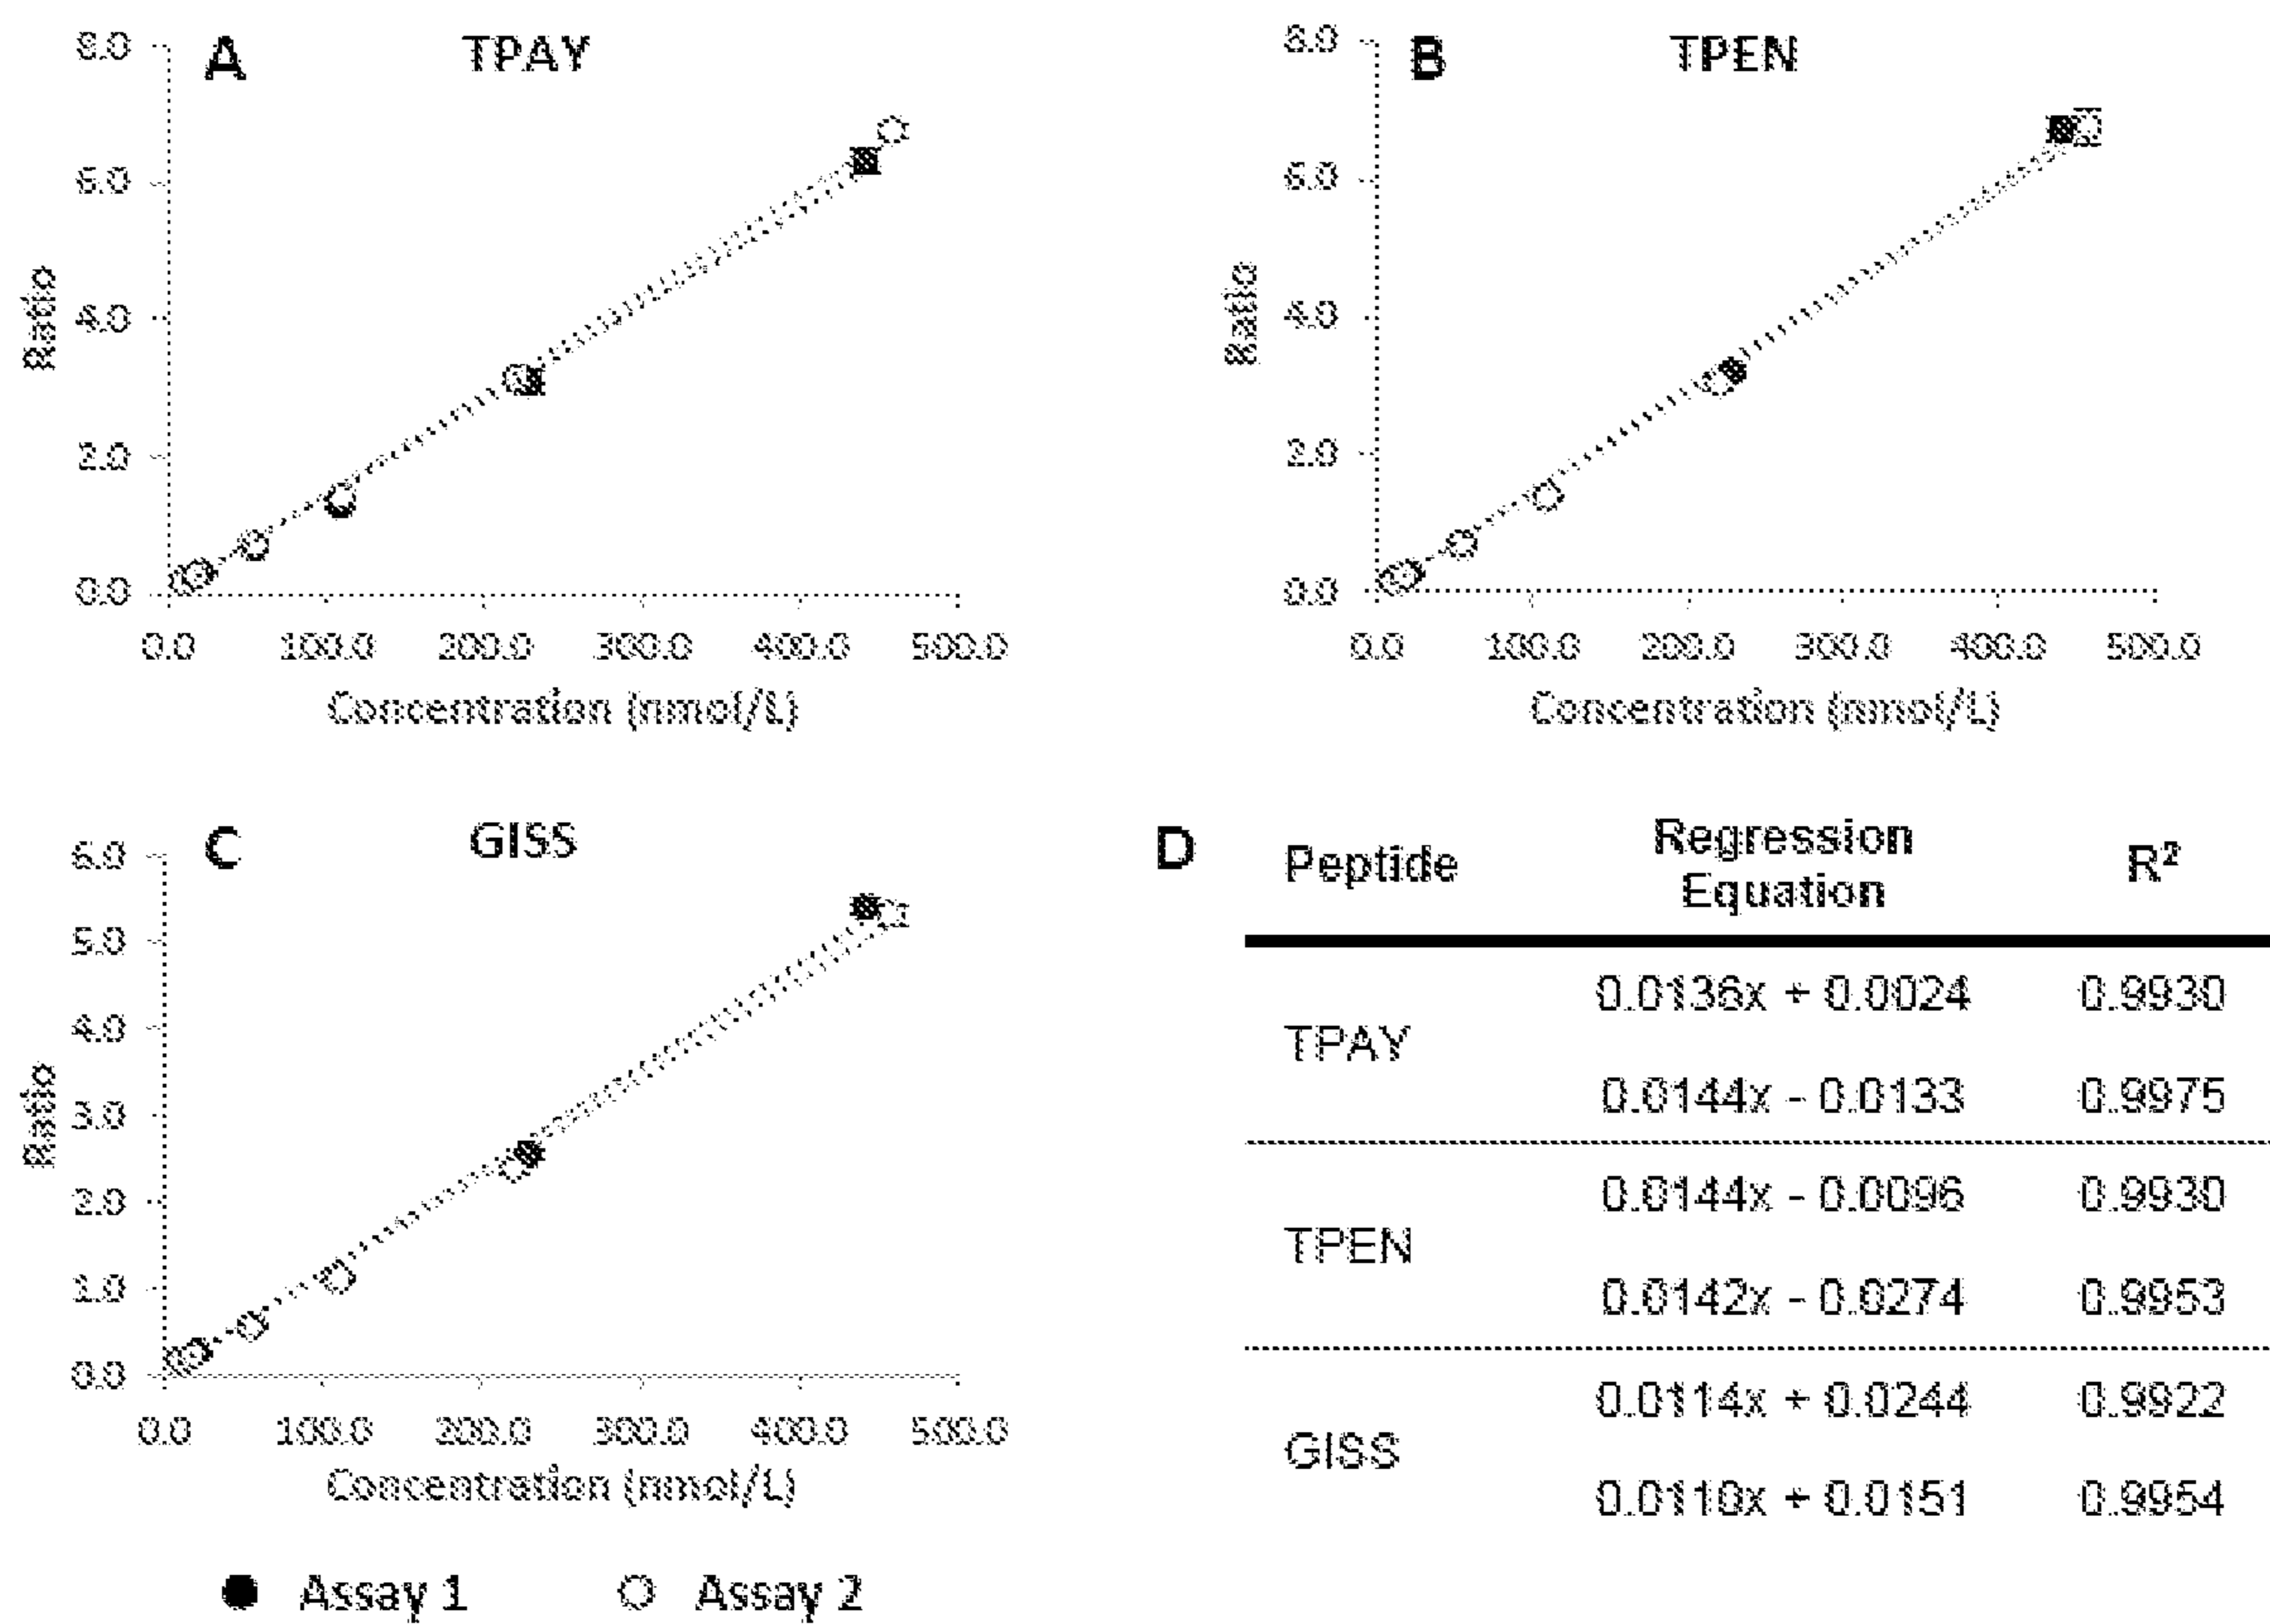 A TPAY
8.0
6.0
4.0
2.0
0.0
Ratio
0.0 100.0 200.0 300.0 400.0 500.0
Concentration (nmol/L)
B TPEN
8.0
6.0
4.0
2.0
0.0
Ratio
0.0 100.0 200.0 300.0 400.0 500.0
Concentration (nmol/L)
C GISS
6.0
5.0
4.0
3.0
2.0
1.0
0.0
Ratio
0.0 100.0 200.0 300.0 400.0 500.0
Concentration (nmol/L)
Assay 1 Assay 2
D
Peptide Regression Equation R²
TPAY
0.0136x + 0.0024 0.9930
0.0144x - 0.0133 0.9975
TPEN
0.0144x - 0.0096 0.9930
0.0142x - 0.0274 0.9953
GISS
0.0114x + 0.0244 0.9922
0.0110x + 0.0151 0.9954